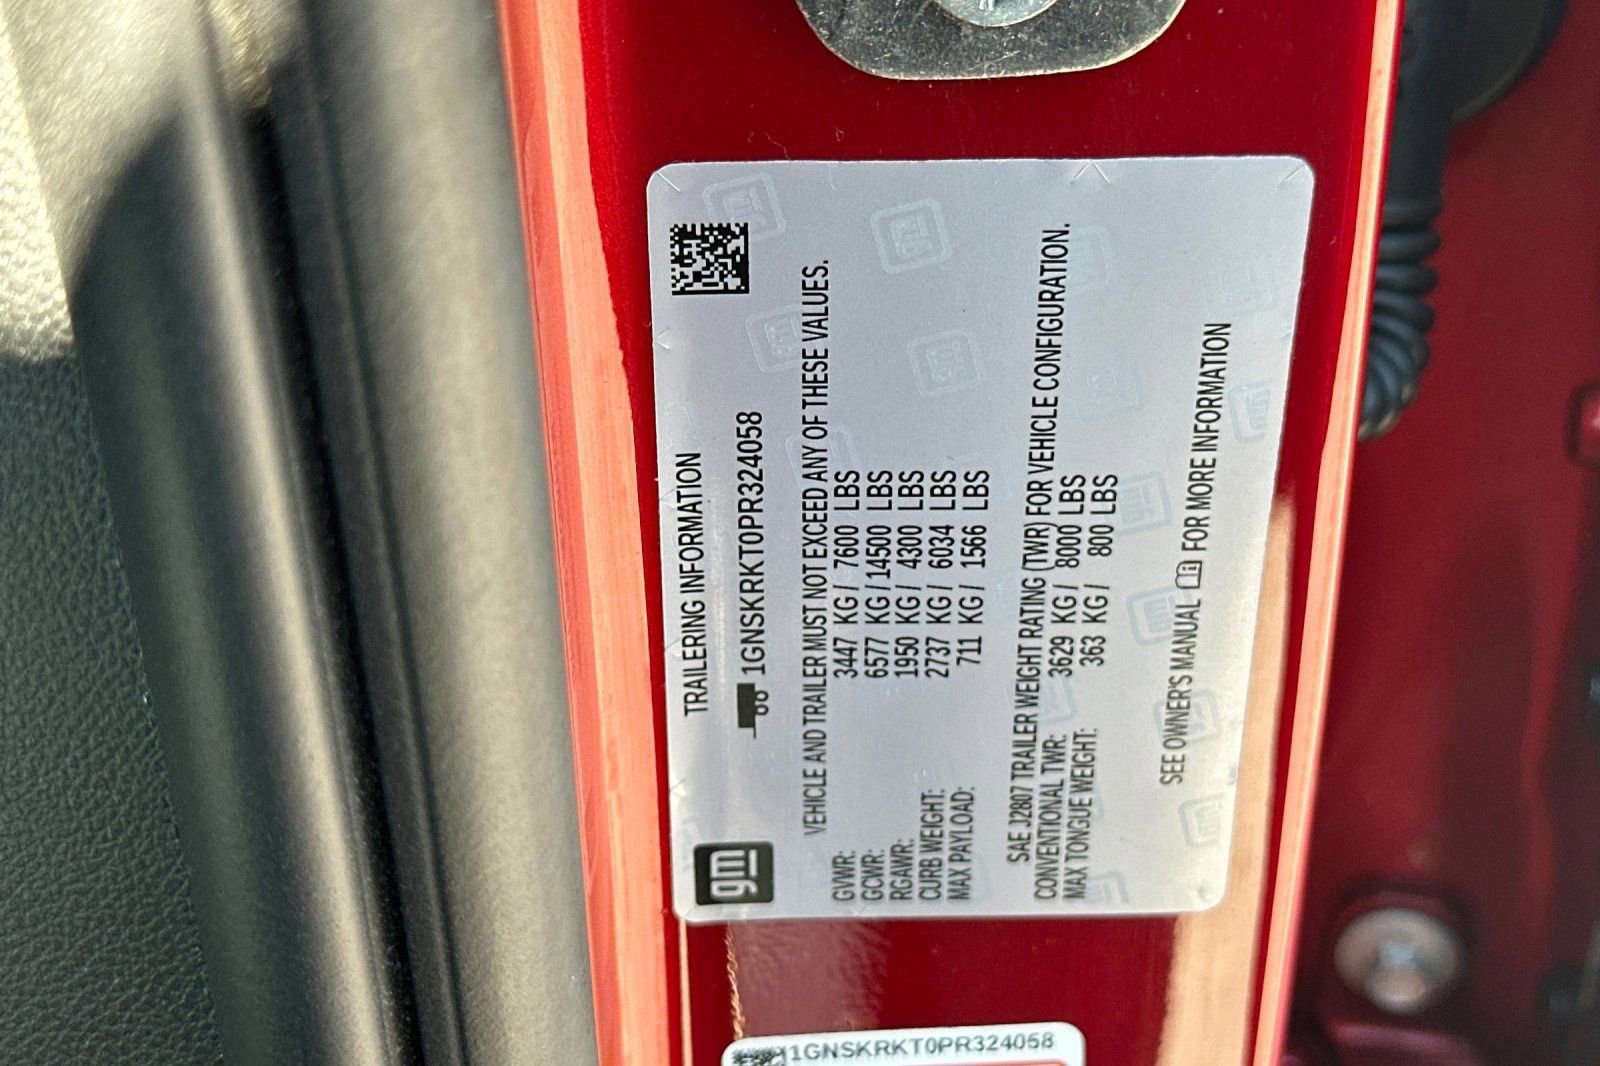 gm
TRAILERING INFORMATION
1GNSKRKT0PR324058
VEHICLE AND TRAILER MUST NOT EXCEED ANY OF THESE VALUES.
GVWR: 3447 KG / 7600 LBS
GCWR: 6577 KG / 14500 LBS
RGAWR: 1950 KG / 4300 LBS
CURB WEIGHT: 2737 KG / 6034 LBS
MAX PAYLOAD: 711 KG / 1566 LBS
SAE J2807 TRAILER WEIGHT RATING (TWR) FOR VEHICLE CONFIGURATION.
CONVENTIONAL TWR: 3629 KG / 8000 LBS
MAX TONGUE WEIGHT: 363 KG / 800 LBS
SEE OWNER'S MANUAL FOR MORE INFORMATION
1GNSKRKT0PR324058